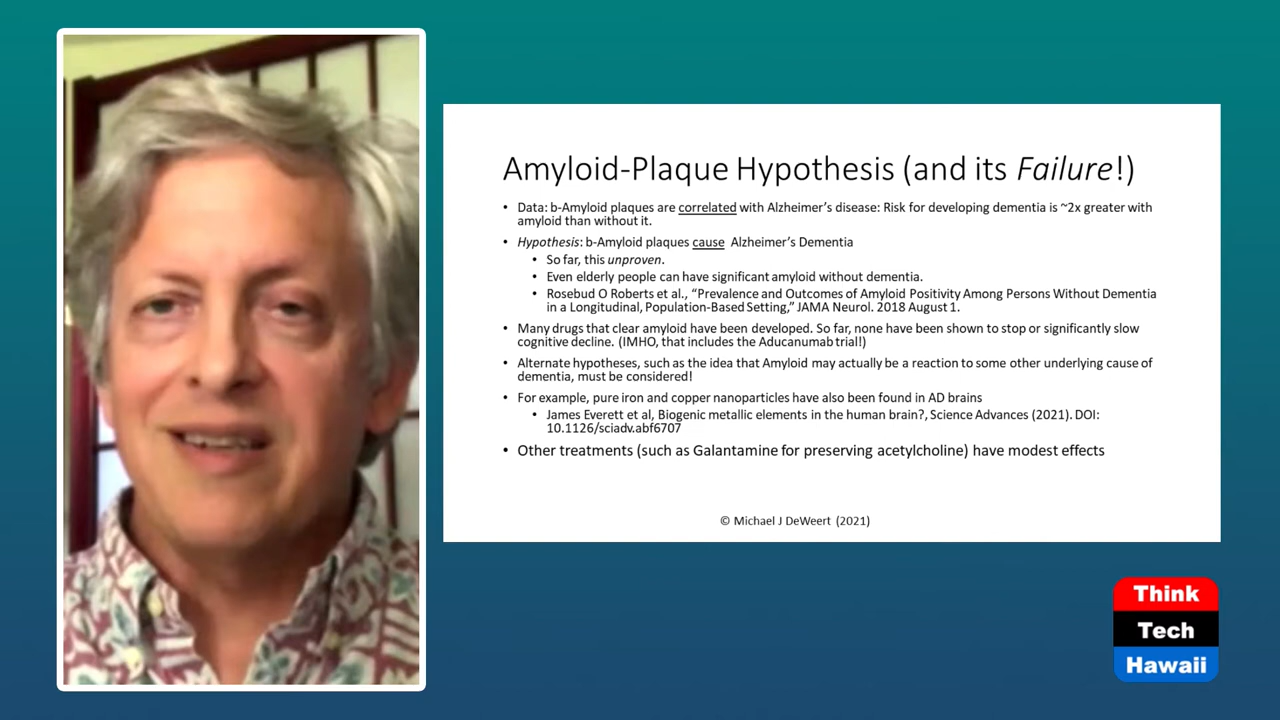 Amyloid-Plaque Hypothesis (and its Failure!)
• Data: b-Amyloid plaques are correlated with Alzheimer's disease: Risk for developing dementia is ~2x greater with
amyloid than without it.
• Hypothesis: b-Amyloid plaques cause Alzheimer's Dementia
• So far, this unproven.
• Even elderly people can have significant amyloid without dementia.
• Rosebud O Roberts et al., “Prevalence and Outcomes of Amyloid Positivity Among Persons Without Dementia
in a Longitudinal, Population-Based Setting,” JAMA Neurol. 2018 August 1.
• Many drugs that clear amyloid have been developed. So far, none have been shown to stop or significantly slow
cognitive decline. (IMHO, that includes the Aducanumab trial!)
• Alternate hypotheses, such as the idea that Amyloid may actually be a reaction to some other underlying cause of
dementia, must be considered!
• For example, pure iron and copper nanoparticles have also been found in AD brains
• James Everett et al, Biogenic metallic elements in the human brain?, Science Advances (2021). DOI:
10.1126/sciadv.abf6707
• Other treatments (such as Galantamine for preserving acetylcholine) have modest effects
© Michael J DeWeert (2021)
Think
Tech
Hawaii